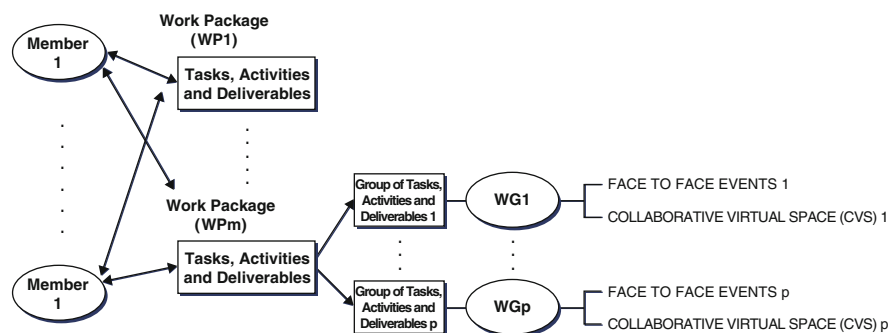 Work Package
(WP1)
Member
1
Tasks, Activities
and Deliverables
Work Package
(WPm)
Group of Tasks,
Activities and
Deliverables 1
WG1
FACE TO FACE EVENTS 1
COLLABORATIVE VIRTUAL SPACE (CVS) 1
Member
1
Tasks, Activities
and Deliverables
Group of Tasks,
Activities and
Deliverables p
WGp
FACE TO FACE EVENTS p
COLLABORATIVE VIRTUAL SPACE (CVS) p